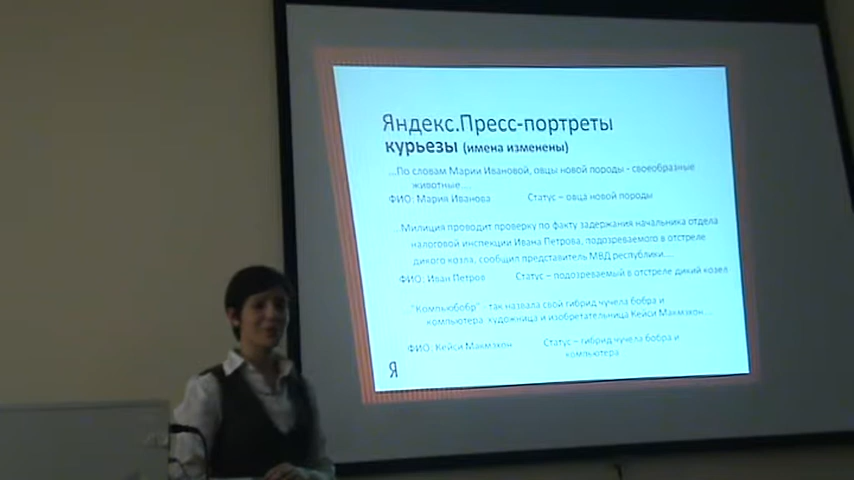 Яндекс.Пресс-портреты
курьезы (имена изменены)
...По словам Марии Ивановой, овцы новой породы - своеобразные
животные....
ФИО: Мария Иванова Статус – овца новой породы
...Милиция проводит проверку по факту задержания начальника отдела
налоговой инспекции Ивана Петрова, подозреваемого в отстреле
дикого козла, сообщил представитель МВД республики....
ФИО: Иван Петров Статус – подозреваемый в отстреле дикий козел
..."Компьюбобр" - так назвала свой гибрид чучела бобра и
компьютера художница и изобретательница Кейси Макмэхон...
ФИО: Кейси Макмэхон Статус – гибрид чучела бобра и
компьютера
Я